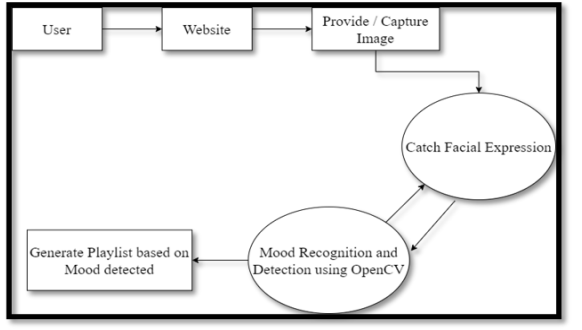 User
Website
Provide / Capture
Image
Catch Facial Expression
Mood Recognition and
Detection using OpenCV
Generate Playlist based on
Mood detected